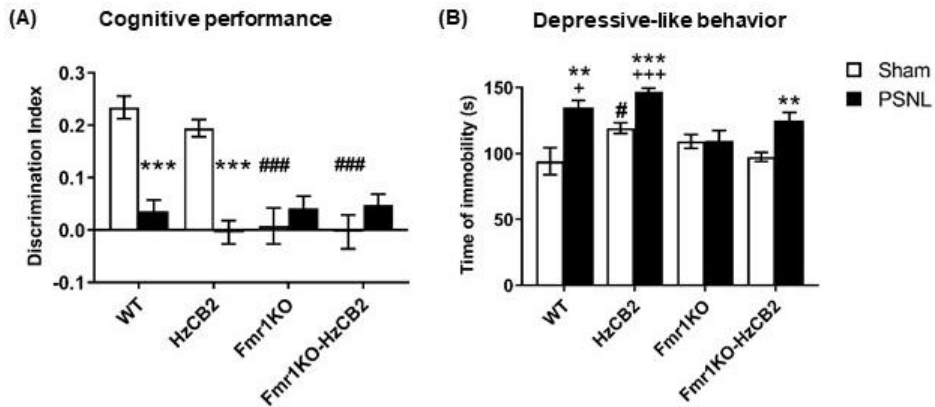 (A) Cognitive performance
Discrimination Index
0.3
0.2
0.1
0.0
-0.1
*** *** ### ###
WT
HzCB2
Fmr1KO
Fmr1KO-HzCB2
(B) Depressive-like behavior
Time of immobility (s)
150
100
50
0
**
+
#
***
+++
**
WT
HzCB2
Fmr1KO
Fmr1KO-HzCB2
Sham
PSNL